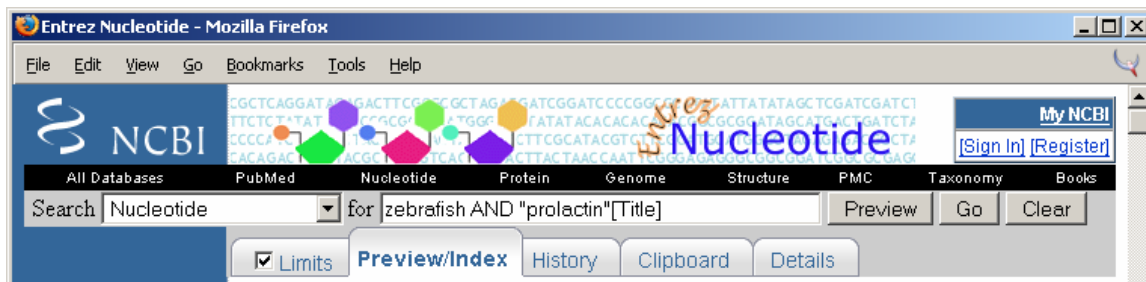 Entrez Nucleotide - Mozilla Firefox
File Edit View Go Bookmarks Tools Help
NCBI
Entrez Nucleotide
My NCBI
[Sign In] [Register]
All Databases PubMed Nucleotide Protein Genome Structure PMC Taxonomy Books
Search Nucleotide for zebrafish AND "prolactin"[Title] Preview Go Clear
Limits Preview/Index History Clipboard Details